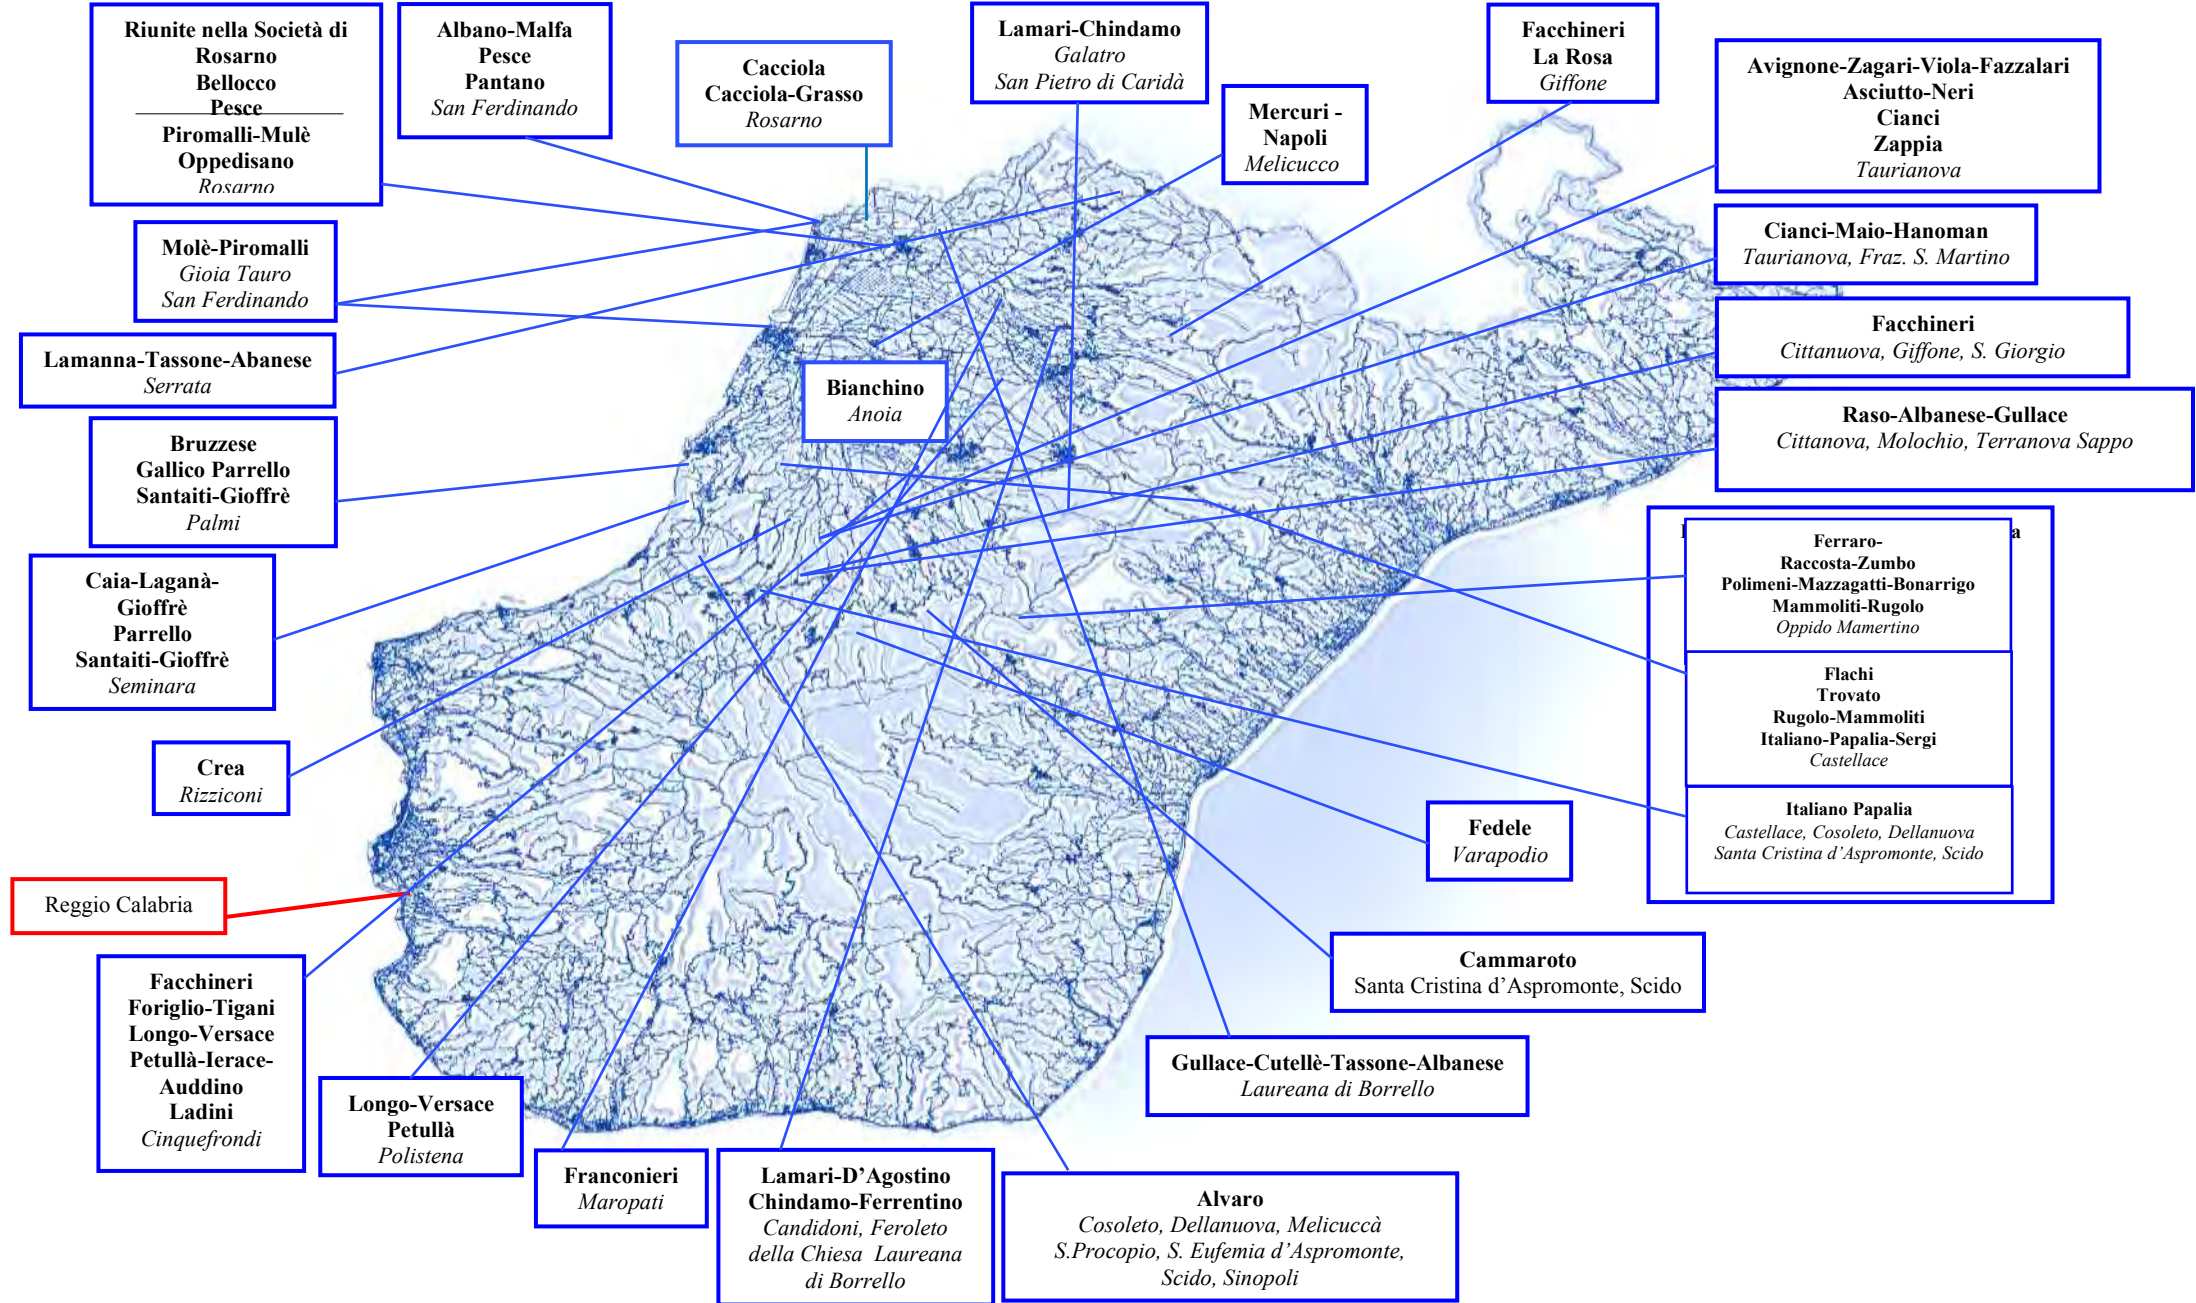 Riunite nella Società di
Rosarno
Bellocco
Pesce
Piromalli-Mulè
Oppedisano
Rosarno
Albano-Malfa
Pesce
Pantano
San Ferdinando
Cacciola
Cacciola-Grasso
Rosarno
Lamari-Chindamo
Galatro
San Pietro di Caridà
Mercuri -
Napoli
Melicucco
Facchineri
La Rosa
Giffone
Avignone-Zagari-Viola-Fazzalari
Asciutto-Neri
Cianci
Zappia
Taurianova
Molè-Piromalli
Gioia Tauro
San Ferdinando
Cianci-Maio-Hanoman
Taurianova, Fraz. S. Martino
Lamanna-Tassone-Abanese
Serrata
Facchineri
Cittanuova, Giffone, S. Giorgio
Bianchino
Anoia
Raso-Albanese-Gullace
Cittanova, Molochio, Terranova Sappo
Bruzzese
Gallico Parrello
Santaiti-Gioffrè
Palmi
Caia-Laganà-
Gioffrè
Parrello
Santaiti-Gioffrè
Seminara
a
Ferraro-
Raccosta-Zumbo
Polimeni-Mazzagatti-Bonarrigo
Mammoliti-Rugolo
Oppido Mamertino
Flachi
Trovato
Rugolo-Mammoliti
Italiano-Papalia-Sergi
Castellace
Italiano Papalia
Castellace, Cosoleto, Dellanuova
Santa Cristina d’Aspromonte, Scido
Crea
Rizziconi
Fedele
Varapodio
Reggio Calabria
Cammaroto
Santa Cristina d’Aspromonte, Scido
Facchineri
Foriglio-Tigani
Longo-Versace
Petullà-Ierace-
Auddino
Ladini
Cinquefrondi
Gullace-Cutellè-Tassone-Albanese
Laureana di Borrello
Longo-Versace
Petullà
Polistena
Franconieri
Maropati
Lamari-D’Agostino
Chindamo-Ferrentino
Candidoni, Feroleto
della Chiesa  Laureana
di Borrello
Alvaro
Cosoleto, Dellanuova, Melicuccà
S.Procopio, S. Eufemia d’Aspromonte,
Scido, Sinopoli